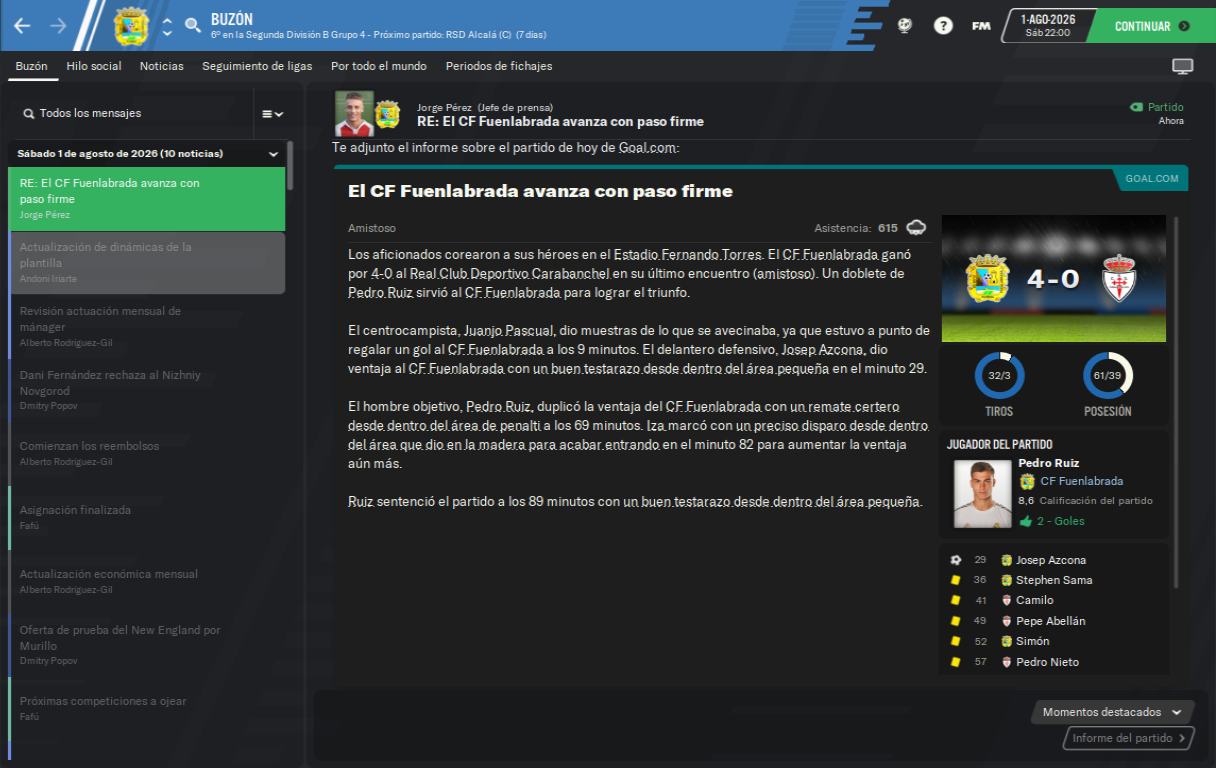 BUZÓN
6º en la Segunda División B Grupo 4 - Próximo partido: RSD Alcalá (C) (7 días)
FM
1-AGO-2026
Sáb 22:00
CONTINUAR
Buzón
Hilo social
Noticias
Seguimiento de ligas
Por todo el mundo
Periodos de fichajes
Todos los mensajes
Sábado 1 de agosto de 2026 (10 noticias)
RE: El CF Fuenlabrada avanza con
paso firme
Jorge Pérez
Actualización de dinámicas de la
plantilla
Andoni Iriarte
Revisión actuación mensual de
mánager
Alberto Rodríguez-Gil
Dani Fernández rechaza al Nizhniy
Novgorod
Dmitry Popov
Comienzan los reembolsos
Alberto Rodríguez-Gil
Asignación finalizada
Fafú
Actualización económica mensual
Alberto Rodríguez-Gil
Oferta de prueba del New England por
Murillo
Dmitry Popov
Próximas competiciones a ojear
Fafú
Jorge Pérez (Jefe de prensa)
RE: El CF Fuenlabrada avanza con paso firme
Partido
Ahora
Te adjunto el informe sobre el partido de hoy de Goal.com:
El CF Fuenlabrada avanza con paso firme
GOAL.COM
Amistoso
Asistencia: 615
Los aficionados corearon a sus héroes en el Estadio Fernando Torres. El CF Fuenlabrada ganó
por 4-0 al Real Club Deportivo Carabanchel en su último encuentro (amistoso). Un doblete de
Pedro Ruiz sirvió al CF Fuenlabrada para lograr el triunfo.
El centrocampista, Juanjo Pascual, dio muestras de lo que se avecinaba, ya que estuvo a punto de
regalar un gol al CF Fuenlabrada a los 9 minutos. El delantero defensivo, Josep Azcona, dio
ventaja al CF Fuenlabrada con un buen testarazo desde dentro del área pequeña en el minuto 29.
El hombre objetivo, Pedro Ruiz, duplicó la ventaja del CF Fuenlabrada con un remate certero
desde dentro del área de penalti a los 69 minutos. Iza marcó con un preciso disparo desde dentro
del área que dio en la madera para acabar entrando en el minuto 82 para aumentar la ventaja
aún más.
Ruiz sentenció el partido a los 89 minutos con un buen testarazo desde dentro del área pequeña.
4-0
32/3
TIROS
61/39
POSESIÓN
JUGADOR DEL PARTIDO
Pedro Ruiz
CF Fuenlabrada
8,6 Calificación del partido
2 - Goles
29 Josep Azcona
36 Stephen Sama
41 Camilo
49 Pepe Abellán
52 Simón
57 Pedro Nieto
Momentos destacados
Informe del partido